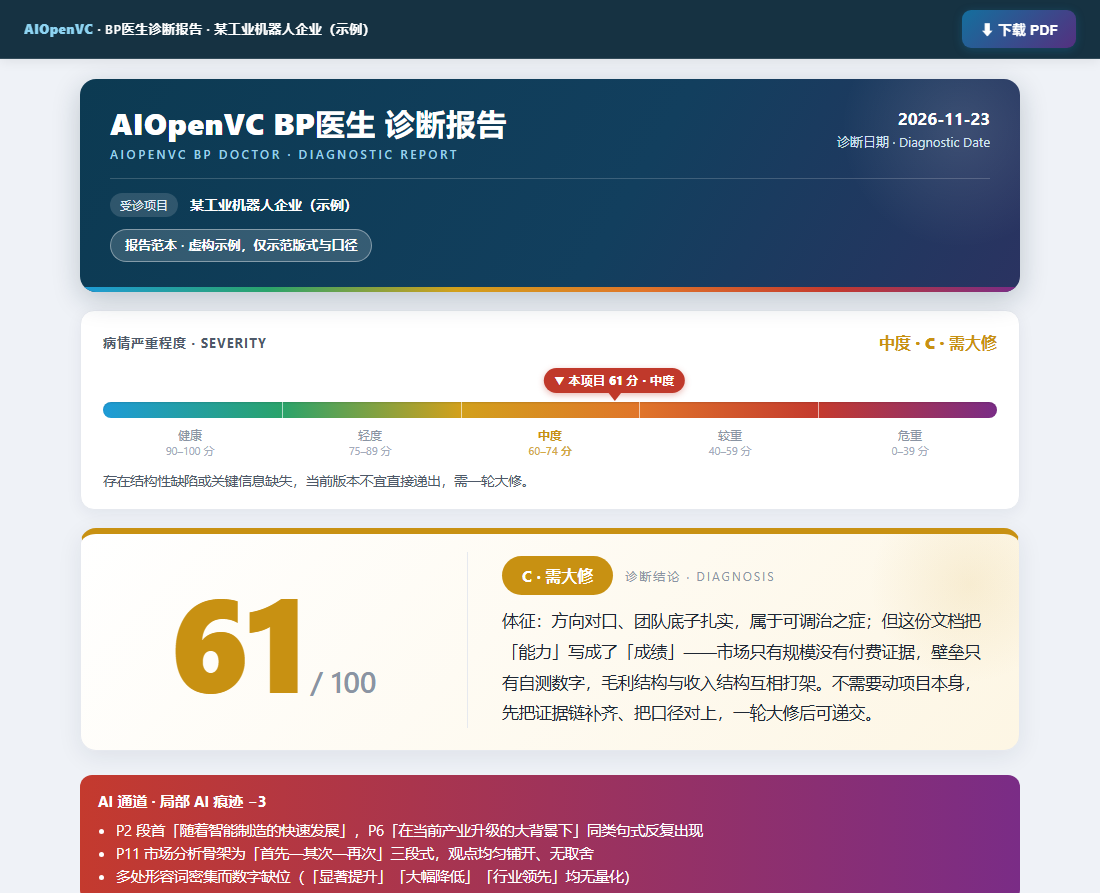 AIOpenVC · BP医生诊断报告 · 某工业机器人企业（示例）
⬇ 下载 PDF
AIOpenVC BP医生 诊断报告
AIOPENVC BP DOCTOR · DIAGNOSTIC REPORT
2026-11-23
诊断日期 · Diagnostic Date
受诊项目 某工业机器人企业（示例）
报告范本 · 虚构示例，仅示范版式与口径
病情严重程度 · SEVERITY
中度 · C · 需大修
▼ 本项目 61 分 · 中度
健康 轻度 中度 较重 危重
90–100 分 75–89 分 60–74 分 40–59 分 0–39 分
存在结构性缺陷或关键信息缺失，当前版本不宜直接递出，需一轮大修。
61 / 100
C · 需大修 诊断结论 · DIAGNOSIS
体征：方向对口、团队底子扎实，属于可调治之症；但这份文档把
「能力」写成了「成绩」——市场只有规模没有付费证据，壁垒只
有自测数字，毛利结构与收入结构互相打架。不需要动项目本身，
先把证据链补齐、把口径对上，一轮大修后可递交。
AI 通道 · 局部 AI 痕迹 −3
• P2 段首「随着智能制造的快速发展」，P6「在当前产业升级的大背景下」同类句式反复出现
• P11 市场分析骨架为「首先—其次—再次」三段式，观点均匀铺开、无取舍
• 多处形容词密集而数字缺位（「显著提升」「大幅降低」「行业领先」均无量化）